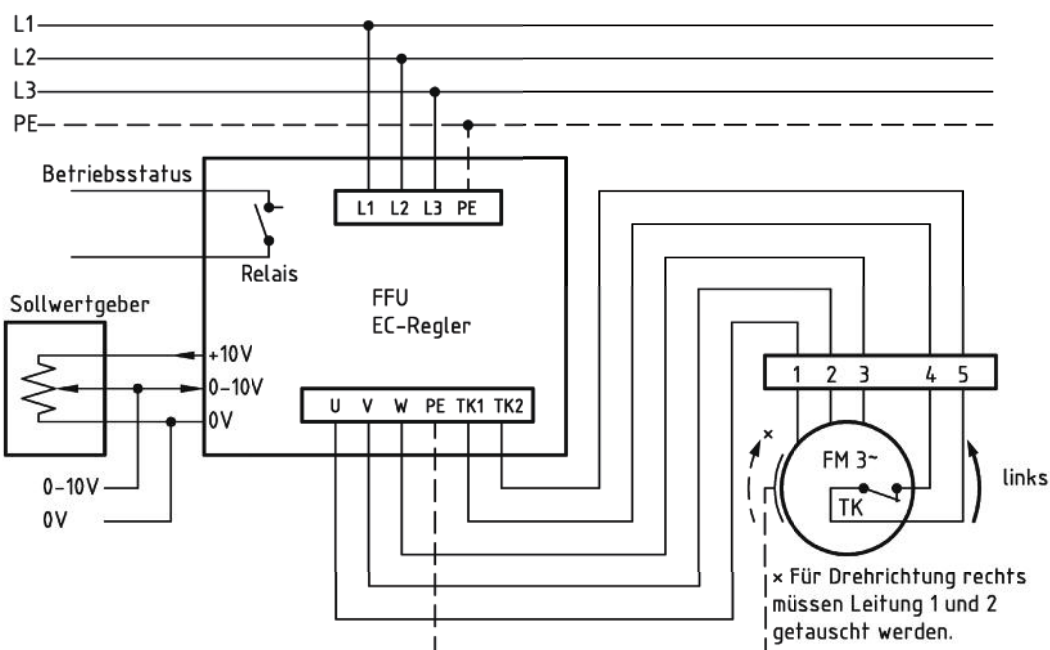 L1
L2
L3
PE
Betriebsstatus
L1 L2 L3 PE
Relais
FFU
EC-Regler
Sollwertgeber
+10V
0-10V
0V
U V W PE TK1 TK2
0-10V
0V
1 2 3 4 5
×
FM 3~
TK
links
× Für Drehrichtung rechts
müssen Leitung 1 und 2
getauscht werden.